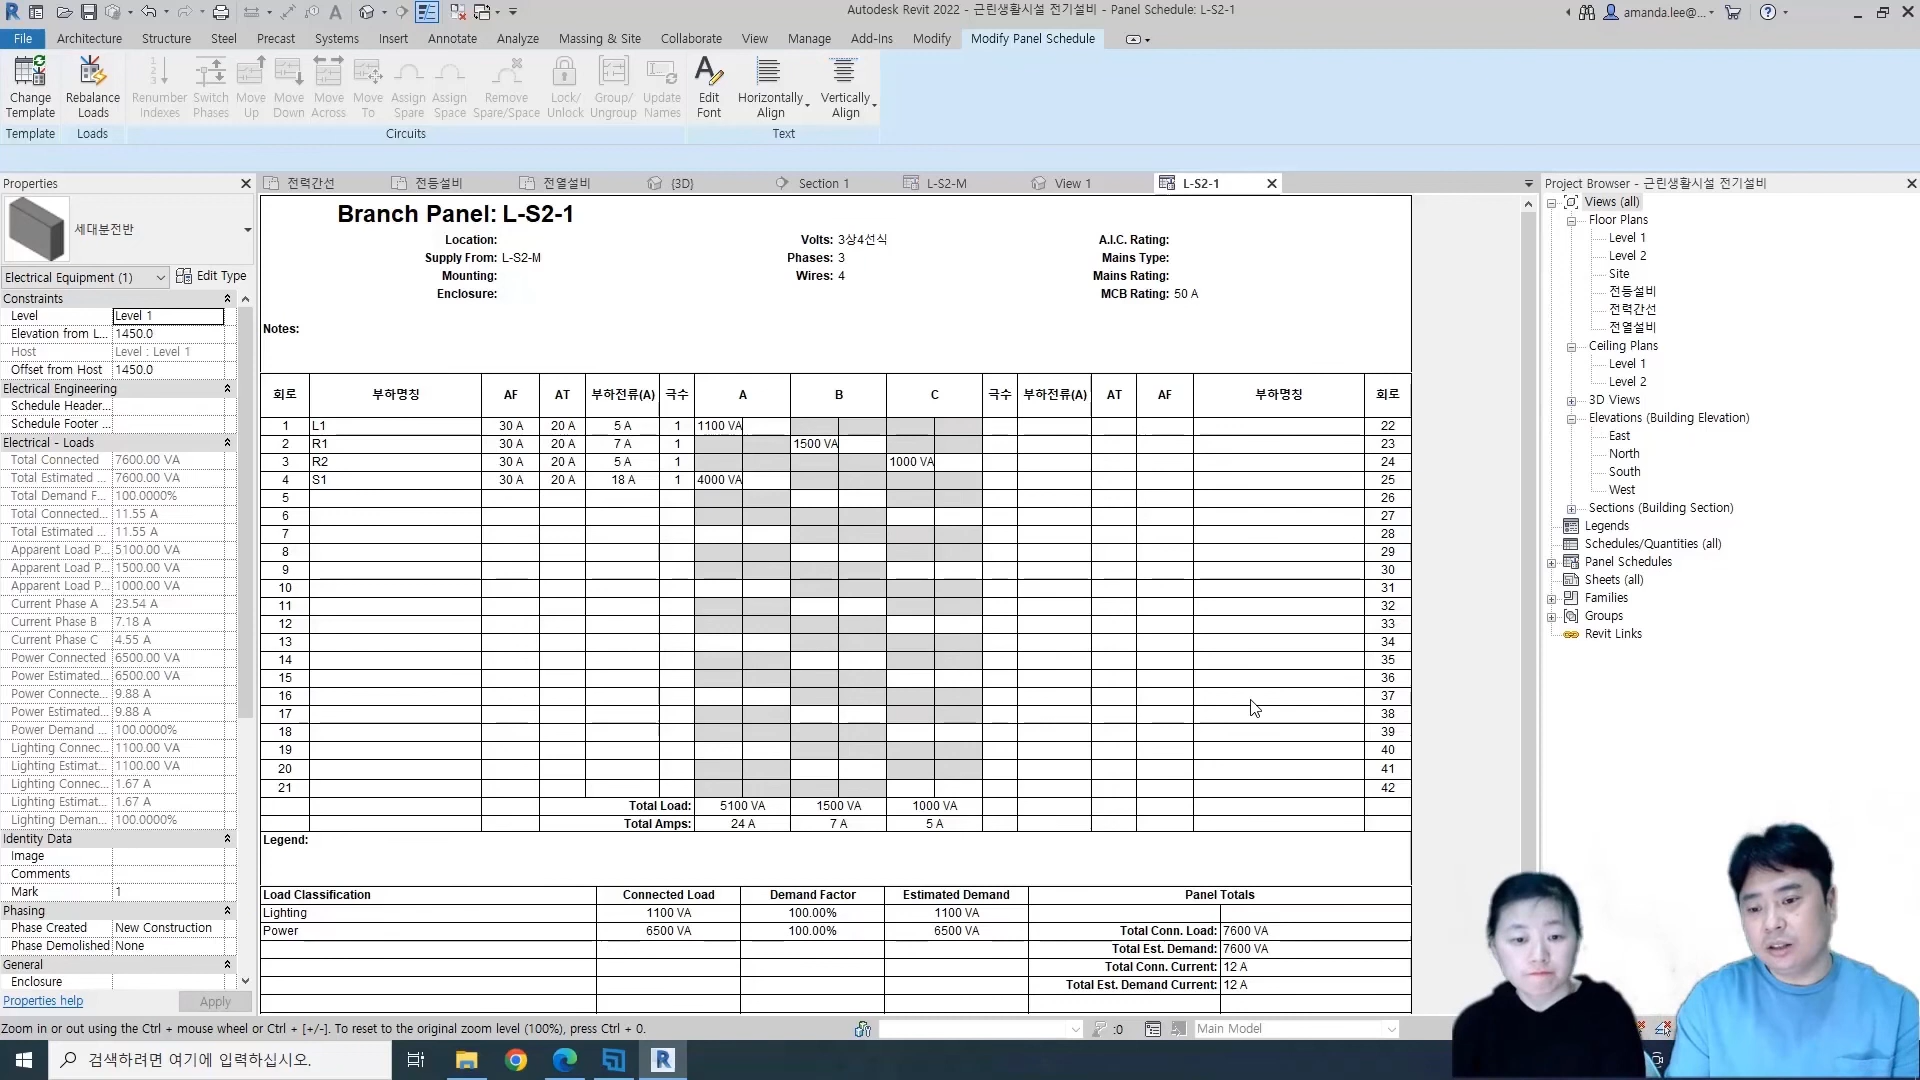 Autodesk Revit 2022 - 근린생활시설 전기설비 - Panel Schedule: L-S2-1
amanda.lee@...
File Architecture Structure Steel Precast Systems Insert Annotate Analyze Massing & Site Collaborate View Manage Add-Ins Modify Modify Panel Schedule
Change Template
Rebalance Loads
Renumber Indexes
Switch Phases
Move Up
Move Down
Move Across
Move To
Assign Spare
Assign Space
Remove Spare/Space
Lock/ Unlock
Group/ Ungroup
Update Names
Edit Font
Horizontally Align
Vertically Align
Template Loads Circuits Text
Properties
전력간선 전등설비 전열설비 {3D} Section 1 L-S2-M View 1 L-S2-1
세대분전반
Electrical Equipment (1) Edit Type
Constraints
Level Level 1
Elevation from L... 1450.0
Host Level : Level 1
Offset from Host 1450.0
Electrical Engineering
Schedule Header...
Schedule Footer ...
Electrical - Loads
Total Connected 7600.00 VA
Total Estimated 7600.00 VA
Total Demand F... 100.0000%
Total Connected... 11.55 A
Total Estimated ... 11.55 A
Apparent Load P... 5100.00 VA
Apparent Load P... 1500.00 VA
Apparent Load P... 1000.00 VA
Current Phase A 23.54 A
Current Phase B 7.18 A
Current Phase C 4.55 A
Power Connected 6500.00 VA
Power Estimated... 6500.00 VA
Power Connecte... 9.88 A
Power Estimated... 9.88 A
Power Demand ... 100.0000%
Lighting Connec... 1100.00 VA
Lighting Estimat... 1100.00 VA
Lighting Connec... 1.67 A
Lighting Estimat... 1.67 A
Lighting Deman... 100.0000%
Identity Data
Image
Comments
Mark 1
Phasing
Phase Created New Construction
Phase Demolished None
General
Enclosure
Properties help Apply
Branch Panel: L-S2-1
Location: Volts: 3상4선식 A.I.C. Rating:
Supply From: L-S2-M Phases: 3 Mains Type:
Mounting: Wires: 4 Mains Rating:
Enclosure: MCB Rating: 50 A
Notes:
회로 부하명칭 AF AT 부하전류(A) 극수 A B C 극수 부하전류(A) AT AF 부하명칭 회로
1 L1 30 A 20 A 5 A 1 1100 VA 22
2 R1 30 A 20 A 7 A 1 1500 VA 23
3 R2 30 A 20 A 5 A 1 1000 VA 24
4 S1 30 A 20 A 18 A 1 4000 VA 25
5 26
6 27
7 28
8 29
9 30
10 31
11 32
12 33
13 34
14 35
15 36
16 37
17 38
18 39
19 40
20 41
21 42
Total Load: 5100 VA 1500 VA 1000 VA
Total Amps: 24 A 7 A 5 A
Legend:
Load Classification Connected Load Demand Factor Estimated Demand Panel Totals
Lighting 1100 VA 100.00% 1100 VA
Power 6500 VA 100.00% 6500 VA Total Conn. Load: 7600 VA
Total Est. Demand: 7600 VA
Total Conn. Current: 12 A
Total Est. Demand Current: 12 A
Project Browser - 근린생활시설 전기설비
Views (all)
Floor Plans
Level 1
Level 2
Site
전등설비
전력간선
전열설비
Ceiling Plans
Level 1
Level 2
3D Views
Elevations (Building Elevation)
East
North
South
West
Sections (Building Section)
Legends
Schedules/Quantities (all)
Panel Schedules
Sheets (all)
Families
Groups
Revit Links
Zoom in or out using the Ctrl + mouse wheel or Ctrl + [+/-]. To reset to the original zoom level (100%), press Ctrl + 0.
:0 Main Model
검색하려면 여기에 입력하십시오.